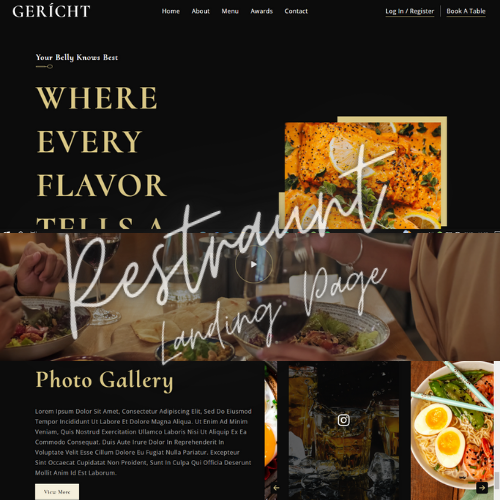 GERÍCHT
Home About Menu Awards Contact
Log In / Register Book A Table
Your Belly Knows Best
WHERE
EVERY
FLAVOR
TELLS A
Restraunt
Landing Page
Photo Gallery
Lorem Ipsum Dolor Sit Amet, Consectetur Adipiscing Elit, Sed Do Eiusmod
Tempor Incididunt Ut Labore Et Dolore Magna Aliqua. Ut Enim Ad Minim
Veniam, Quis Nostrud Exercitation Ullamco Laboris Nisi Ut Aliquip Ex Ea
Commodo Consequat. Duis Aute Irure Dolor In Reprehenderit In
Voluptate Velit Esse Cillum Dolore Eu Fugiat Nulla Pariatur. Excepteur
Sint Occaecat Cupidatat Non Proident, Sunt In Culpa Qui Officia Deserunt
Mollit Anim Id Est Laborum.
View More